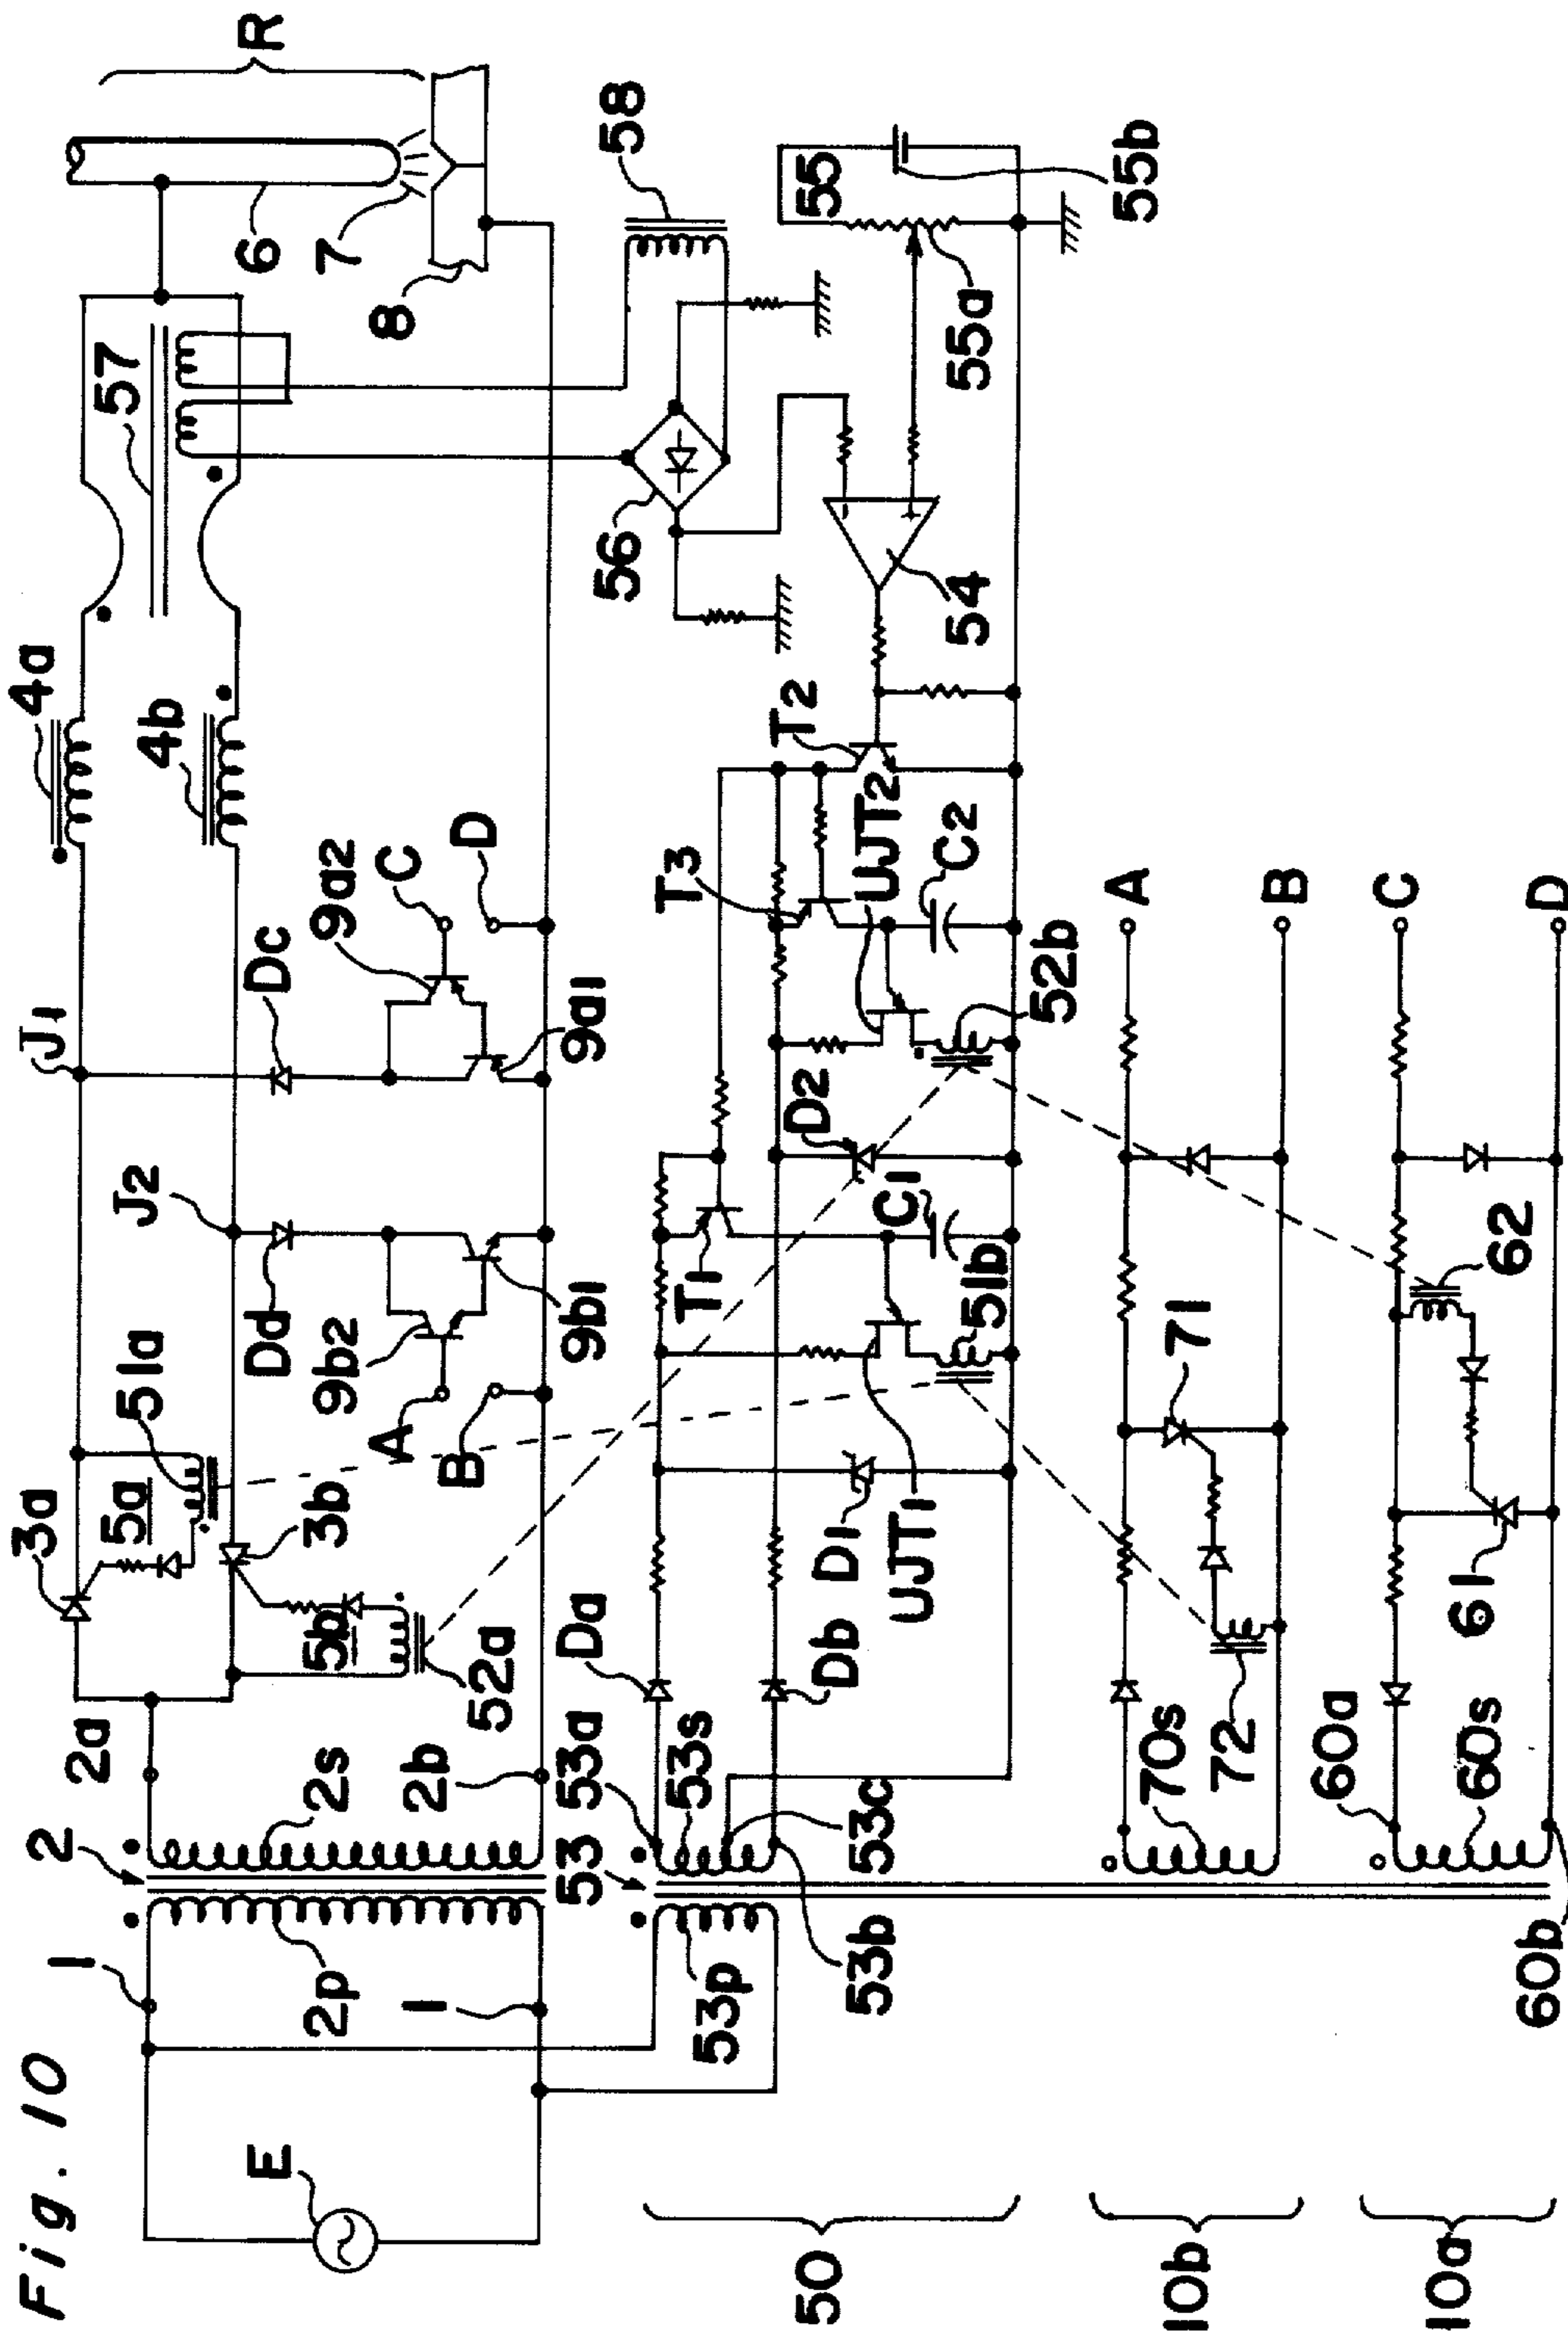 Fig. 10
E
1
1
2
2p
2s
2a
2b
3a
3b
5a
5b
51a
52a
J1
J2
Dd
Dc
9b2
9b1
9a2
9a1
A
B
C
D
4a
4b
57
6
7
8
R
58
56
50
53
53p
53a
53s
53b
53c
Da
Db
D1
UJT1
T1
C1
51b
D2
T3
UJT2
C2
52b
T2
54
55
55a
55b
10b
70s
72
71
A
B
10a
60a
60s
60b
61
62
C
D